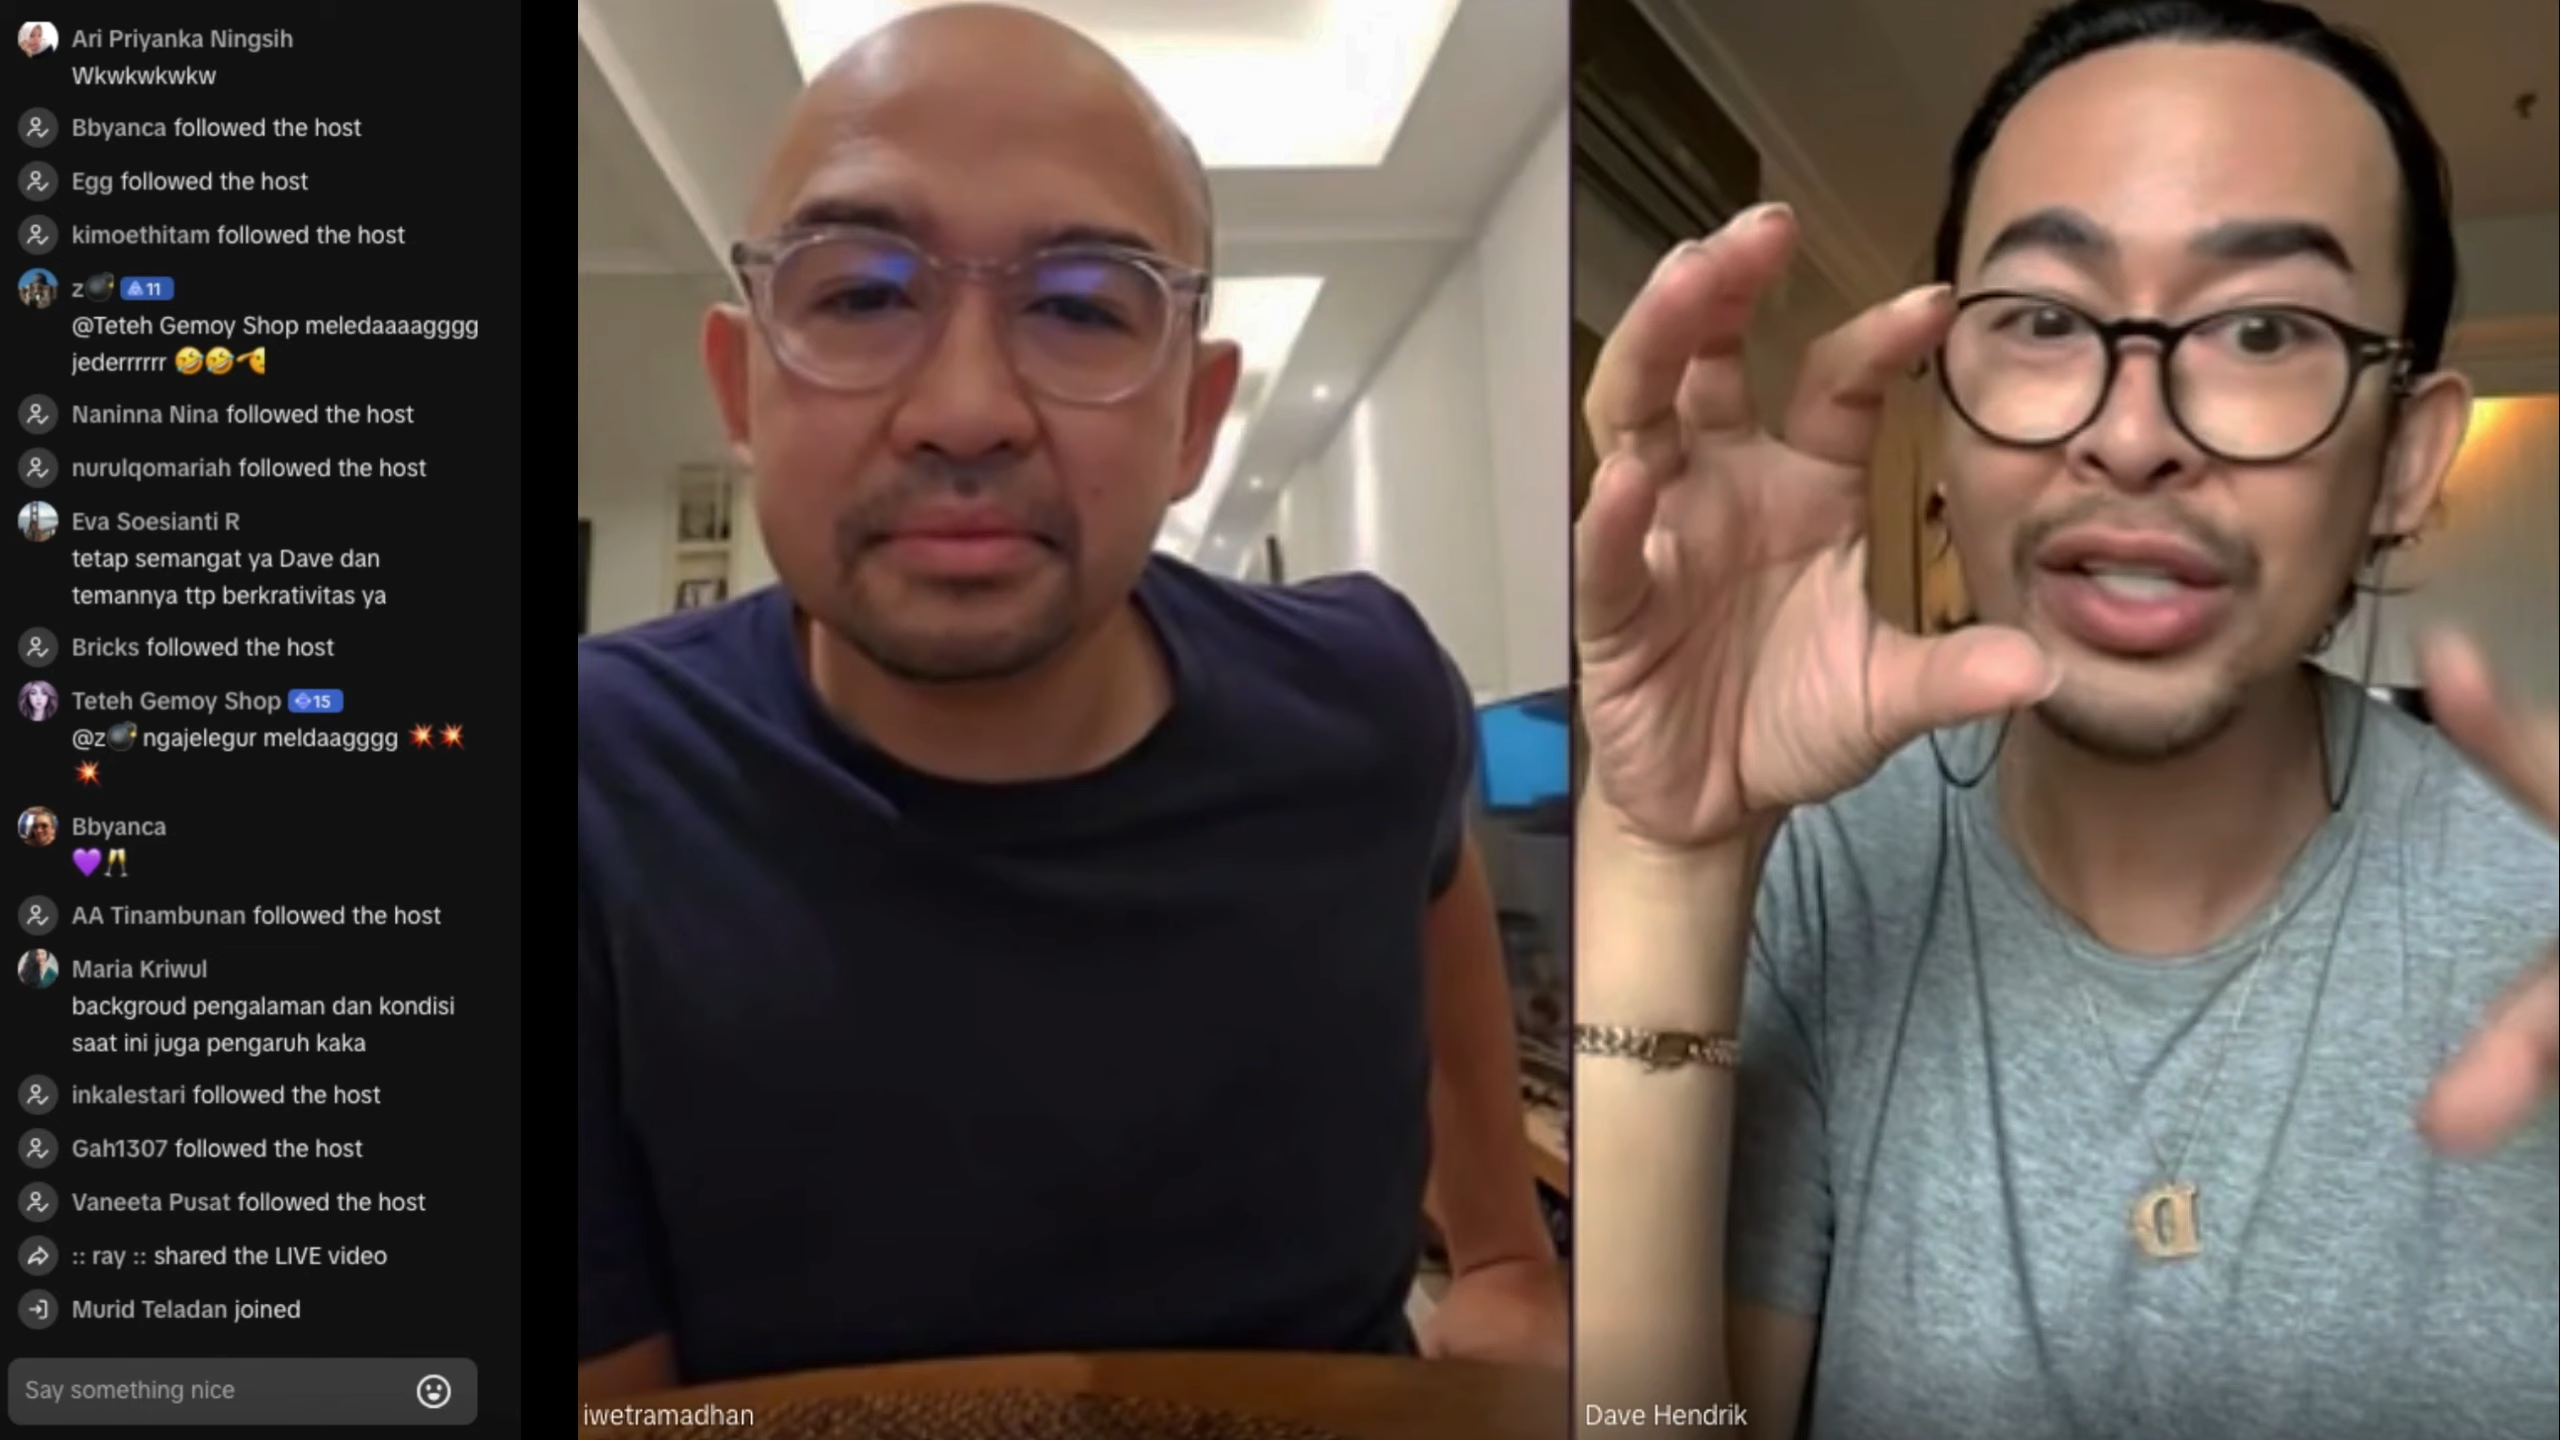 Ari Priyanka Ningsih
Wkwkwkwkw
Bbyanca followed the host
Egg followed the host
kimoethitam followed the host
z💣 11
@Teteh Gemoy Shop meledaaaagggg
jederrrrrr 🤣🤣🫡
Naninna Nina followed the host
nurulqomariah followed the host
Eva Soesianti R
tetap semangat ya Dave dan
temannya ttp berkrativitas ya
Bricks followed the host
Teteh Gemoy Shop 15
@z💣 ngajelegur meldaagggg 💥💥
💥
Bbyanca
💜🥂
AA Tinambunan followed the host
Maria Kriwul
backgroud pengalaman dan kondisi
saat ini juga pengaruh kaka
inkalestari followed the host
Gah1307 followed the host
Vaneeta Pusat followed the host
:: ray :: shared the LIVE video
Murid Teladan joined
Say something nice
iwetramadhan
Dave Hendrik